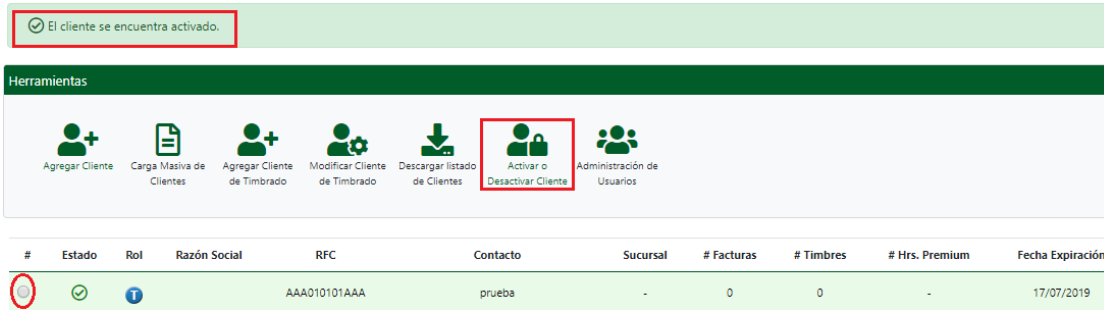 El cliente se encuentra activado.
Herramientas
Agregar Cliente
Carga Masiva de
Clientes
Agregar Cliente
de Timbrado
Modificar Cliente
de Timbrado
Descargar listado
de Clientes
Activar o
Desactivar Cliente
Administración de
Usuarios
# Estado Rol Razón Social RFC Contacto Sucursal # Facturas # Timbres # Hrs. Premium Fecha Expiración
T AAA010101AAA prueba - 0 0 - 17/07/2019